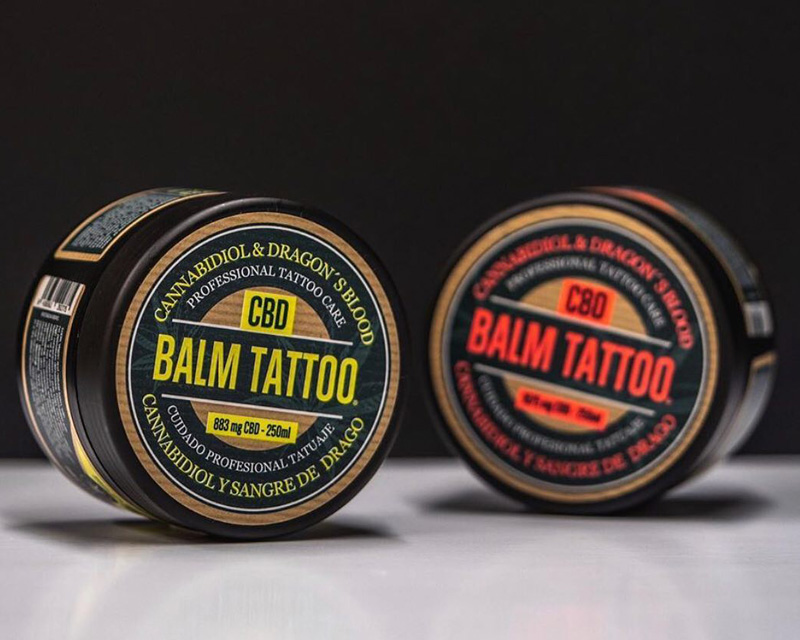 CANNABIDIOL & DRAGON´S BLOOD
PROFESSIONAL TATTOO CARE
CBD
BALM TATTOO®
883 mg CBD - 250ml
CUIDADO PROFESIONAL TATUAJE
CANNABIDIOL Y SANGRE DE DRAGO
CANNABIDIOL & DRAGON´S BLOOD
PROFESSIONAL TATTOO CARE
CBD
BALM TATTOO
CUIDADO PROFESIONAL TATUAJE
CANNABIDIOL Y SANGRE DE DRAGO